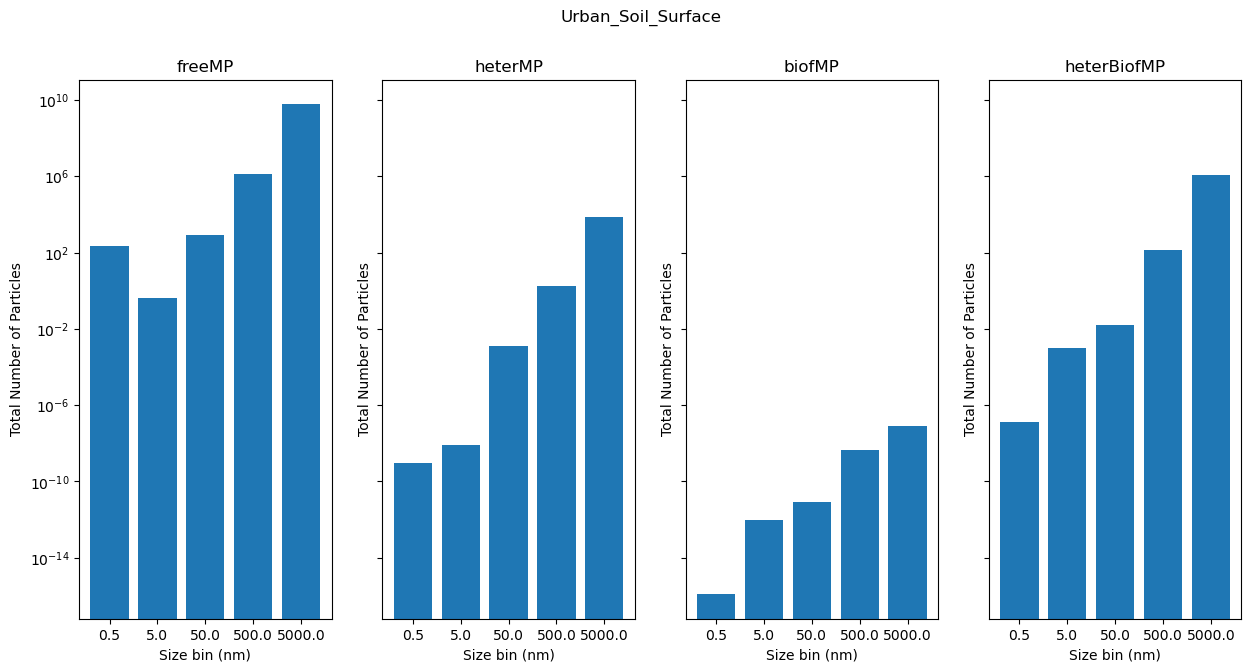 Urban_Soil_Surface
freeMP
heterMP
biofMP
heterBiofMP
Total Number of Particles
10^10
10^6
10^2
10^-2
10^-6
10^-10
10^-14
Total Number of Particles
Total Number of Particles
Total Number of Particles
0.5 5.0 50.0 500.0 5000.0
0.5 5.0 50.0 500.0 5000.0
0.5 5.0 50.0 500.0 5000.0
0.5 5.0 50.0 500.0 5000.0
Size bin (nm)
Size bin (nm)
Size bin (nm)
Size bin (nm)